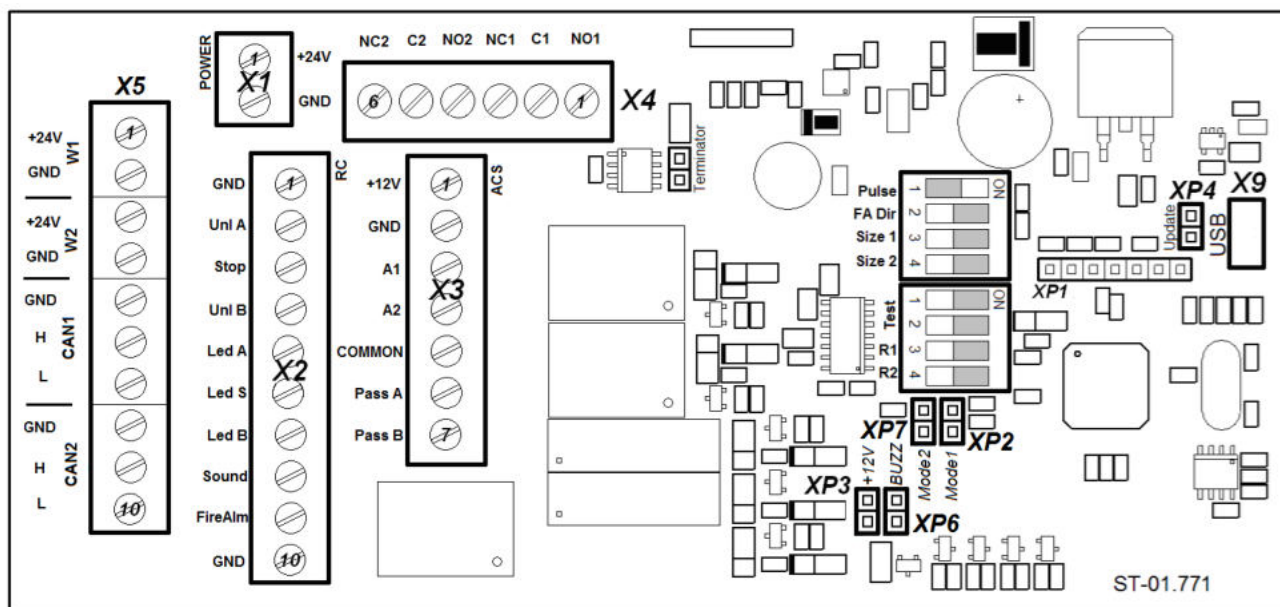 X5
1
+24V
GND
W1
+24V
GND
W2
GND
H
L
CAN1
GND
H
L
CAN2
10
POWER
X1
1
+24V
GND
NC2 C2 NO2 NC1 C1 NO1
6
1
X4
RC
X2
GND
1
Unl A
Stop
Unl B
Led A
Led S
Led B
Sound
FireAlm
GND
10
ACS
X3
+12V
1
GND
A1
A2
COMMON
Pass A
Pass B
7
Terminator
+
Pulse 1 ON
FA Dir 2
Size 1 3
Size 2 4
Test 1 ON
2
R1 3
R2 4
XP4
Update
X9
USB
XP1
XP7
Mode2
Mode1
XP2
XP3
+12V
BUZZ
XP6
ST-01.771